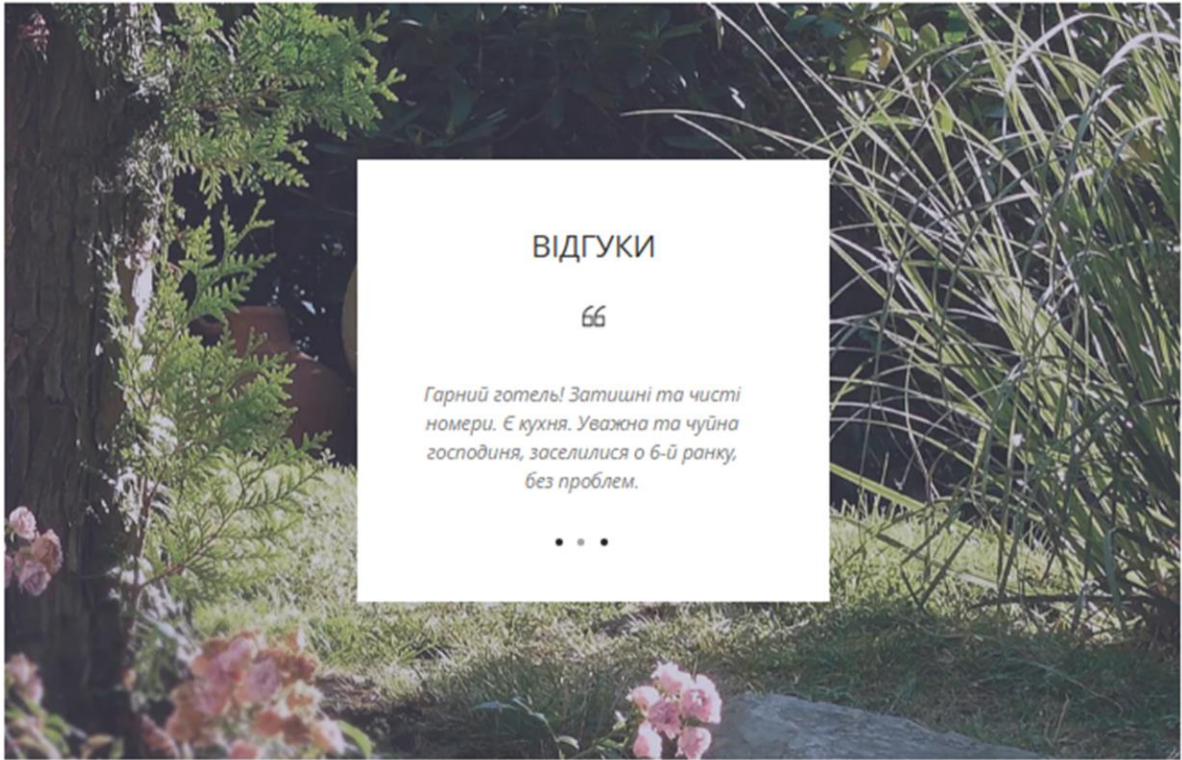 ВІДГУКИ
Гарний готель! Затишні та чисті
номери. Є кухня. Уважна та чуйна
господиня, заселилися о 6-й ранку,
без проблем.